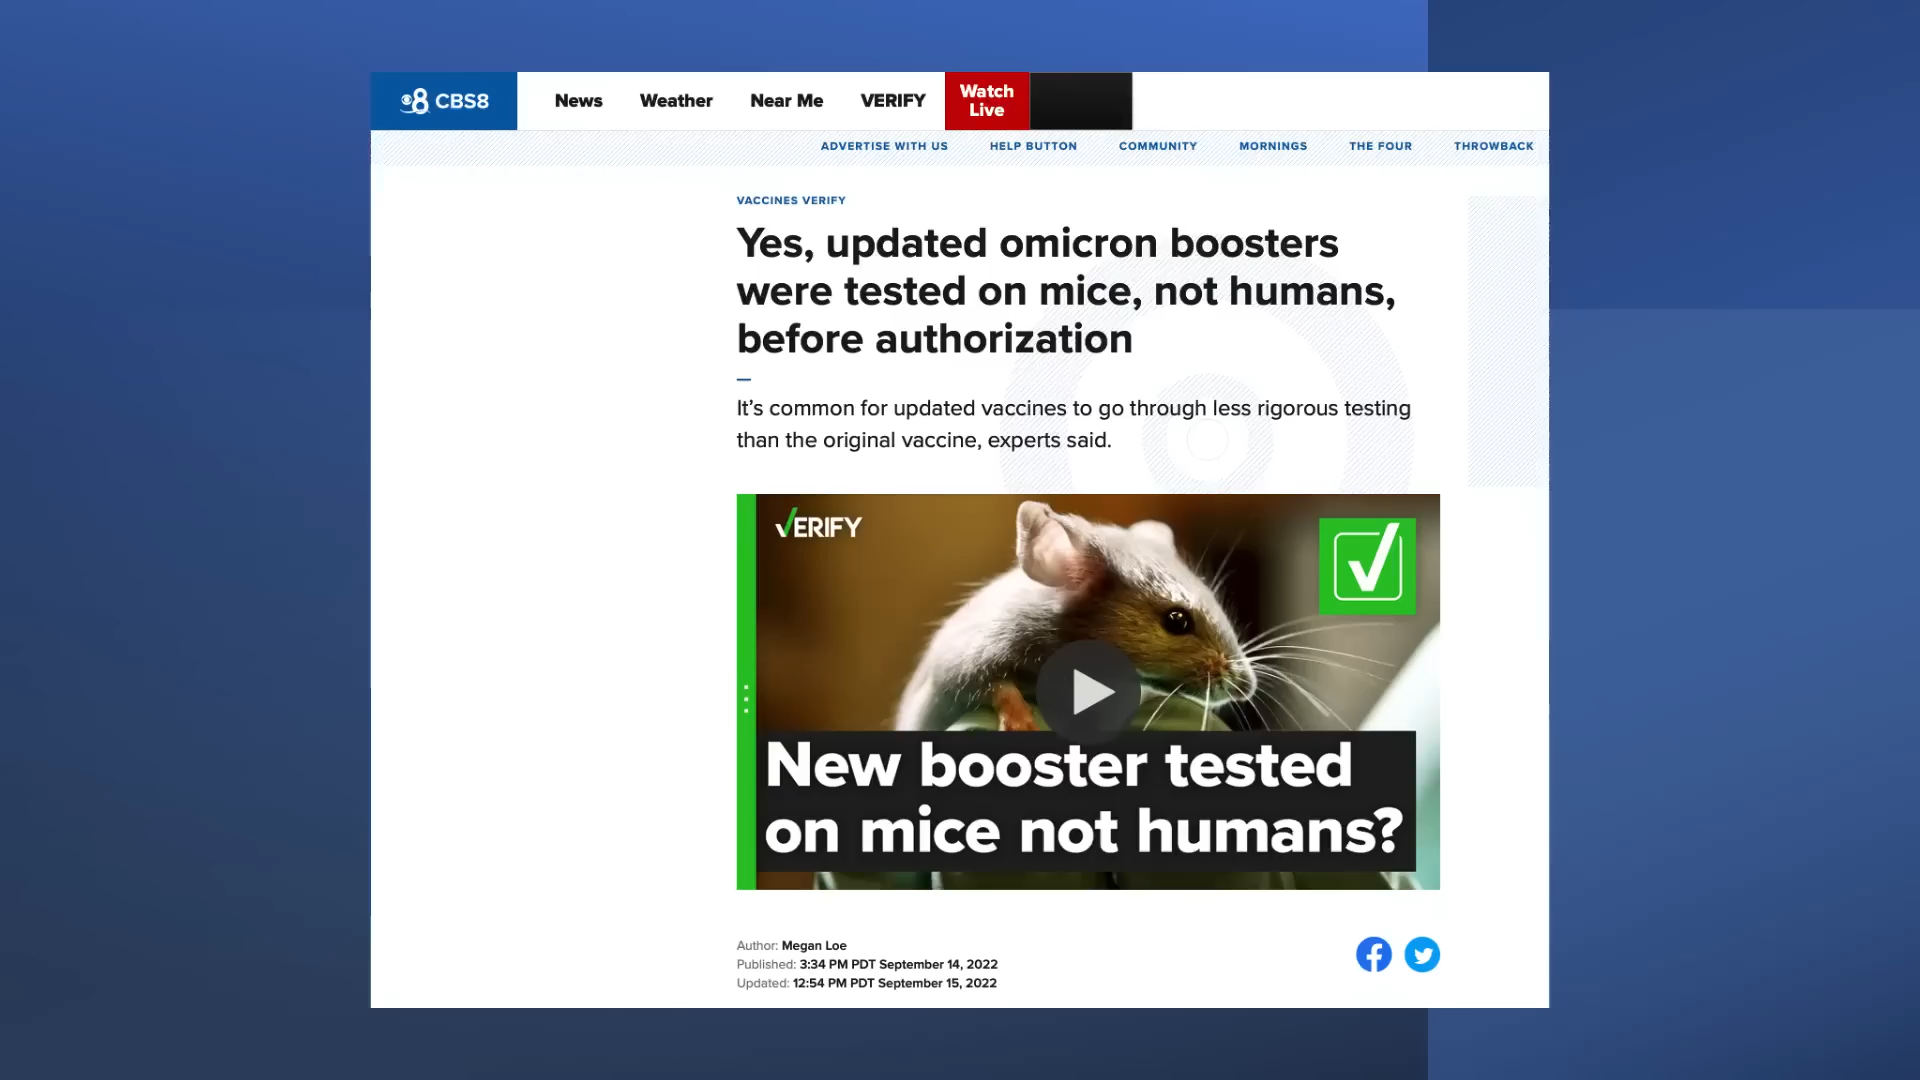 8 CBS8
News
Weather
Near Me
VERIFY
Watch
Live
ADVERTISE WITH US
HELP BUTTON
COMMUNITY
MORNINGS
THE FOUR
THROWBACK
VACCINES VERIFY
Yes, updated omicron boosters
were tested on mice, not humans,
before authorization
It’s common for updated vaccines to go through less rigorous testing
than the original vaccine, experts said.
VERIFY
New booster tested
on mice not humans?
Author: Megan Loe
Published: 3:34 PM PDT September 14, 2022
Updated: 12:54 PM PDT September 15, 2022